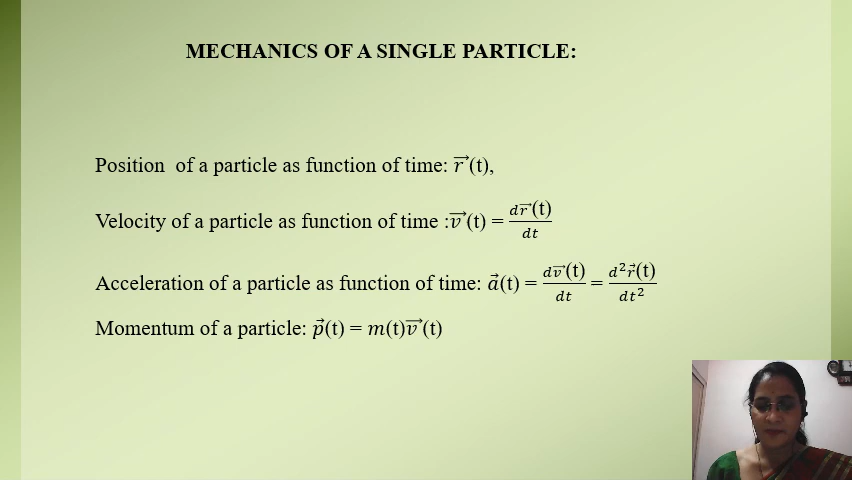 MECHANICS OF A SINGLE PARTICLE:
Position of a particle as function of time: r⃗(t),
Velocity of a particle as function of time :v⃗(t) = dr⃗(t)/dt
Acceleration of a particle as function of time: a⃗(t) = dv⃗(t)/dt = d²r⃗(t)/dt²
Momentum of a particle: p⃗(t) = m(t)v⃗(t)